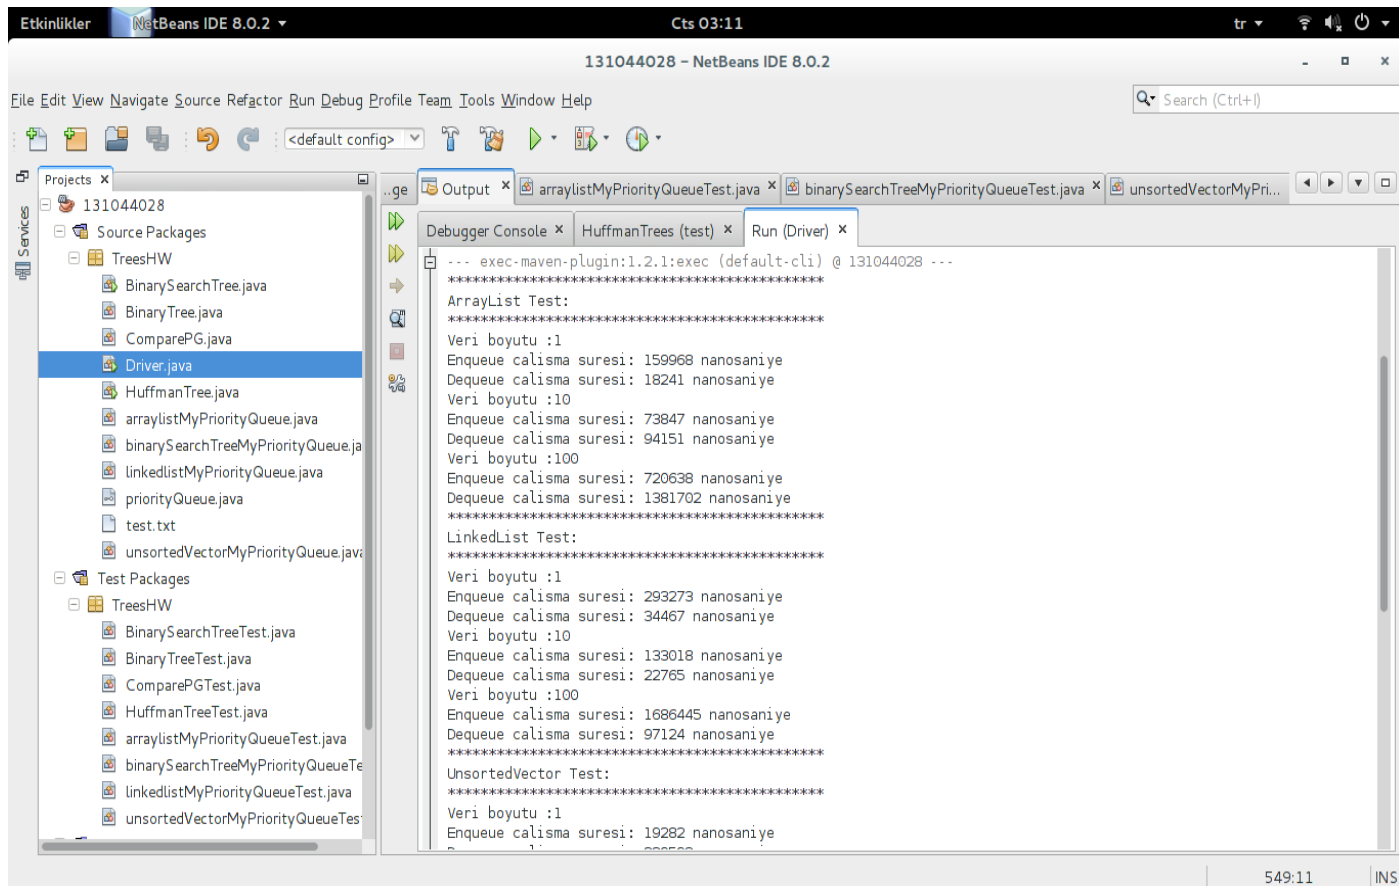 Etkinlikler NetBeans IDE 8.0.2 Cts 03:11 tr
131044028 – NetBeans IDE 8.0.2
File Edit View Navigate Source Refactor Run Debug Profile Team Tools Window Help Search (Ctrl+I)
<default config>
Projects
Services
131044028
Source Packages
TreesHW
BinarySearchTree.java
BinaryTree.java
ComparePG.java
Driver.java
HuffmanTree.java
arraylistMyPriorityQueue.java
binarySearchTreeMyPriorityQueue.ja
linkedlistMyPriorityQueue.java
priorityQueue.java
test.txt
unsortedVectorMyPriorityQueue.java
Test Packages
TreesHW
BinarySearchTreeTest.java
BinaryTreeTest.java
ComparePGTest.java
HuffmanTreeTest.java
arraylistMyPriorityQueueTest.java
binarySearchTreeMyPriorityQueueTe
linkedlistMyPriorityQueueTest.java
unsortedVectorMyPriorityQueueTes
..ge Output arraylistMyPriorityQueueTest.java binarySearchTreeMyPriorityQueueTest.java unsortedVectorMyPri...
Debugger Console HuffmanTrees (test) Run (Driver)
--- exec-maven-plugin:1.2.1:exec (default-cli) @ 131044028 ---
**********************************************
ArrayList Test:
**********************************************
Veri boyutu :1
Enqueue calisma suresi: 159968 nanosaniye
Dequeue calisma suresi: 18241 nanosaniye
Veri boyutu :10
Enqueue calisma suresi: 73847 nanosaniye
Dequeue calisma suresi: 94151 nanosaniye
Veri boyutu :100
Enqueue calisma suresi: 720638 nanosaniye
Dequeue calisma suresi: 1381702 nanosaniye
**********************************************
LinkedList Test:
**********************************************
Veri boyutu :1
Enqueue calisma suresi: 293273 nanosaniye
Dequeue calisma suresi: 34467 nanosaniye
Veri boyutu :10
Enqueue calisma suresi: 133018 nanosaniye
Dequeue calisma suresi: 22765 nanosaniye
Veri boyutu :100
Enqueue calisma suresi: 1686445 nanosaniye
Dequeue calisma suresi: 97124 nanosaniye
**********************************************
UnsortedVector Test:
**********************************************
Veri boyutu :1
Enqueue calisma suresi: 19282 nanosaniye
549:11 INS